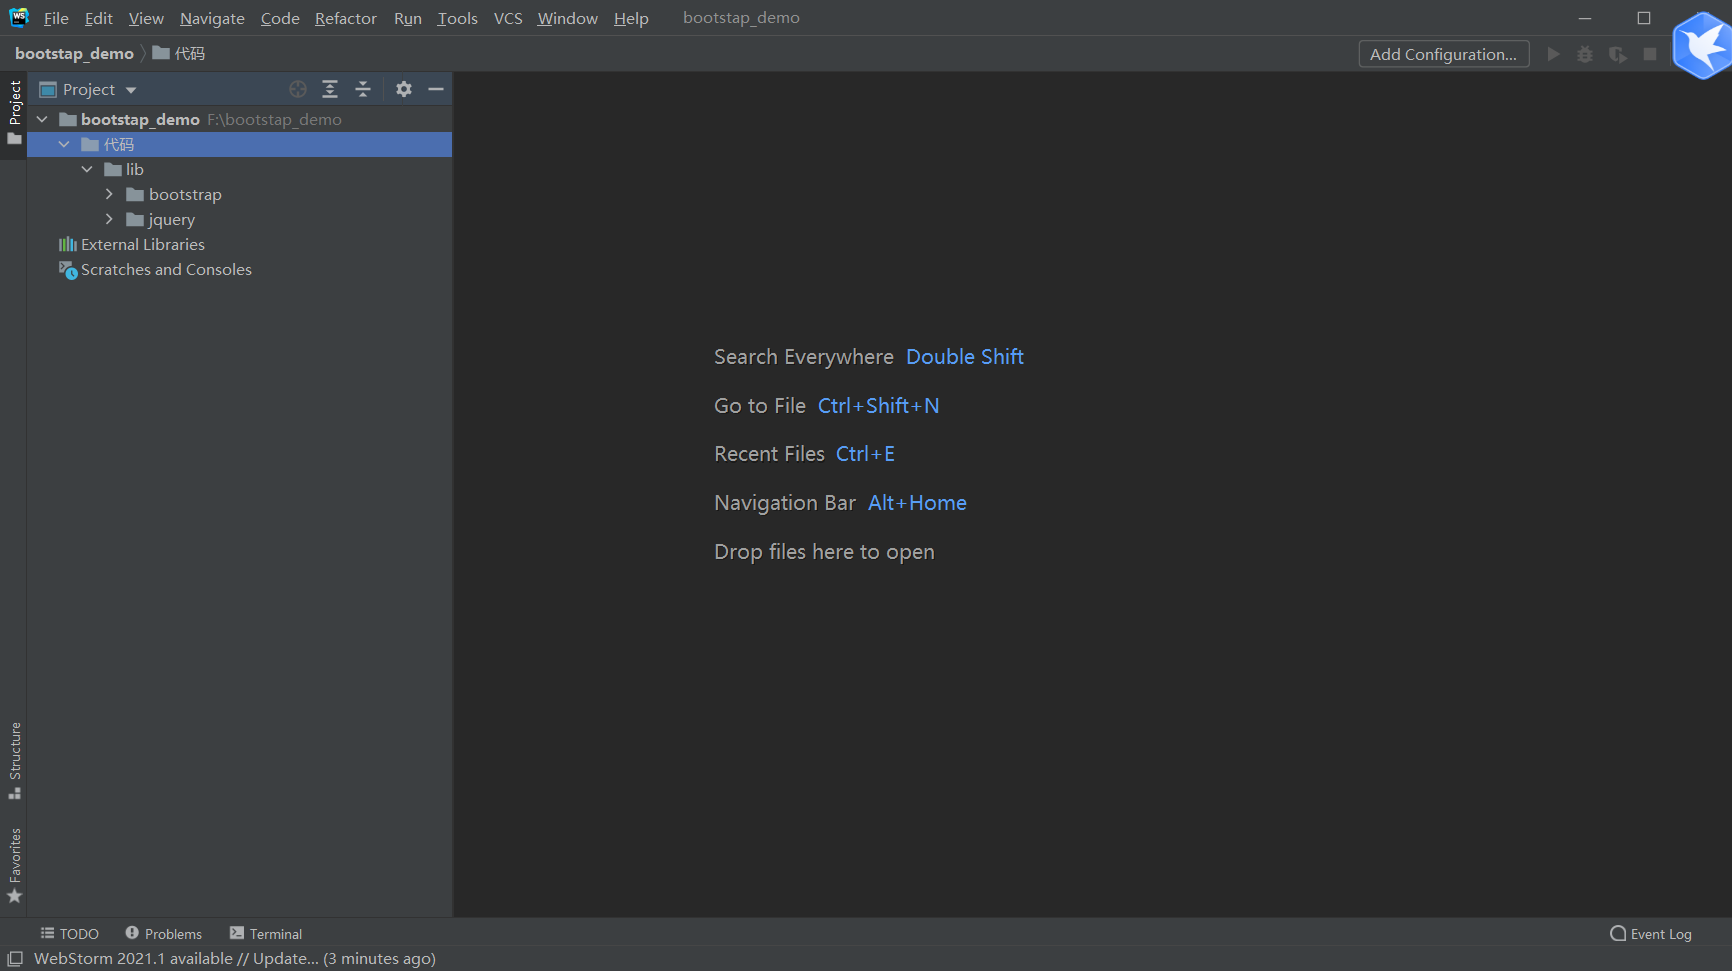 File Edit View Navigate Code Refactor Run Tools VCS Window Help bootstap_demo
bootstap_demo 代码
Add Configuration...
Project
Project
bootstap_demo F:\bootstap_demo
代码
lib
bootstrap
jquery
External Libraries
Scratches and Consoles
Search Everywhere Double Shift
Go to File Ctrl+Shift+N
Recent Files Ctrl+E
Navigation Bar Alt+Home
Drop files here to open
Structure
Favorites
TODO Problems Terminal Event Log
WebStorm 2021.1 available // Update... (3 minutes ago)